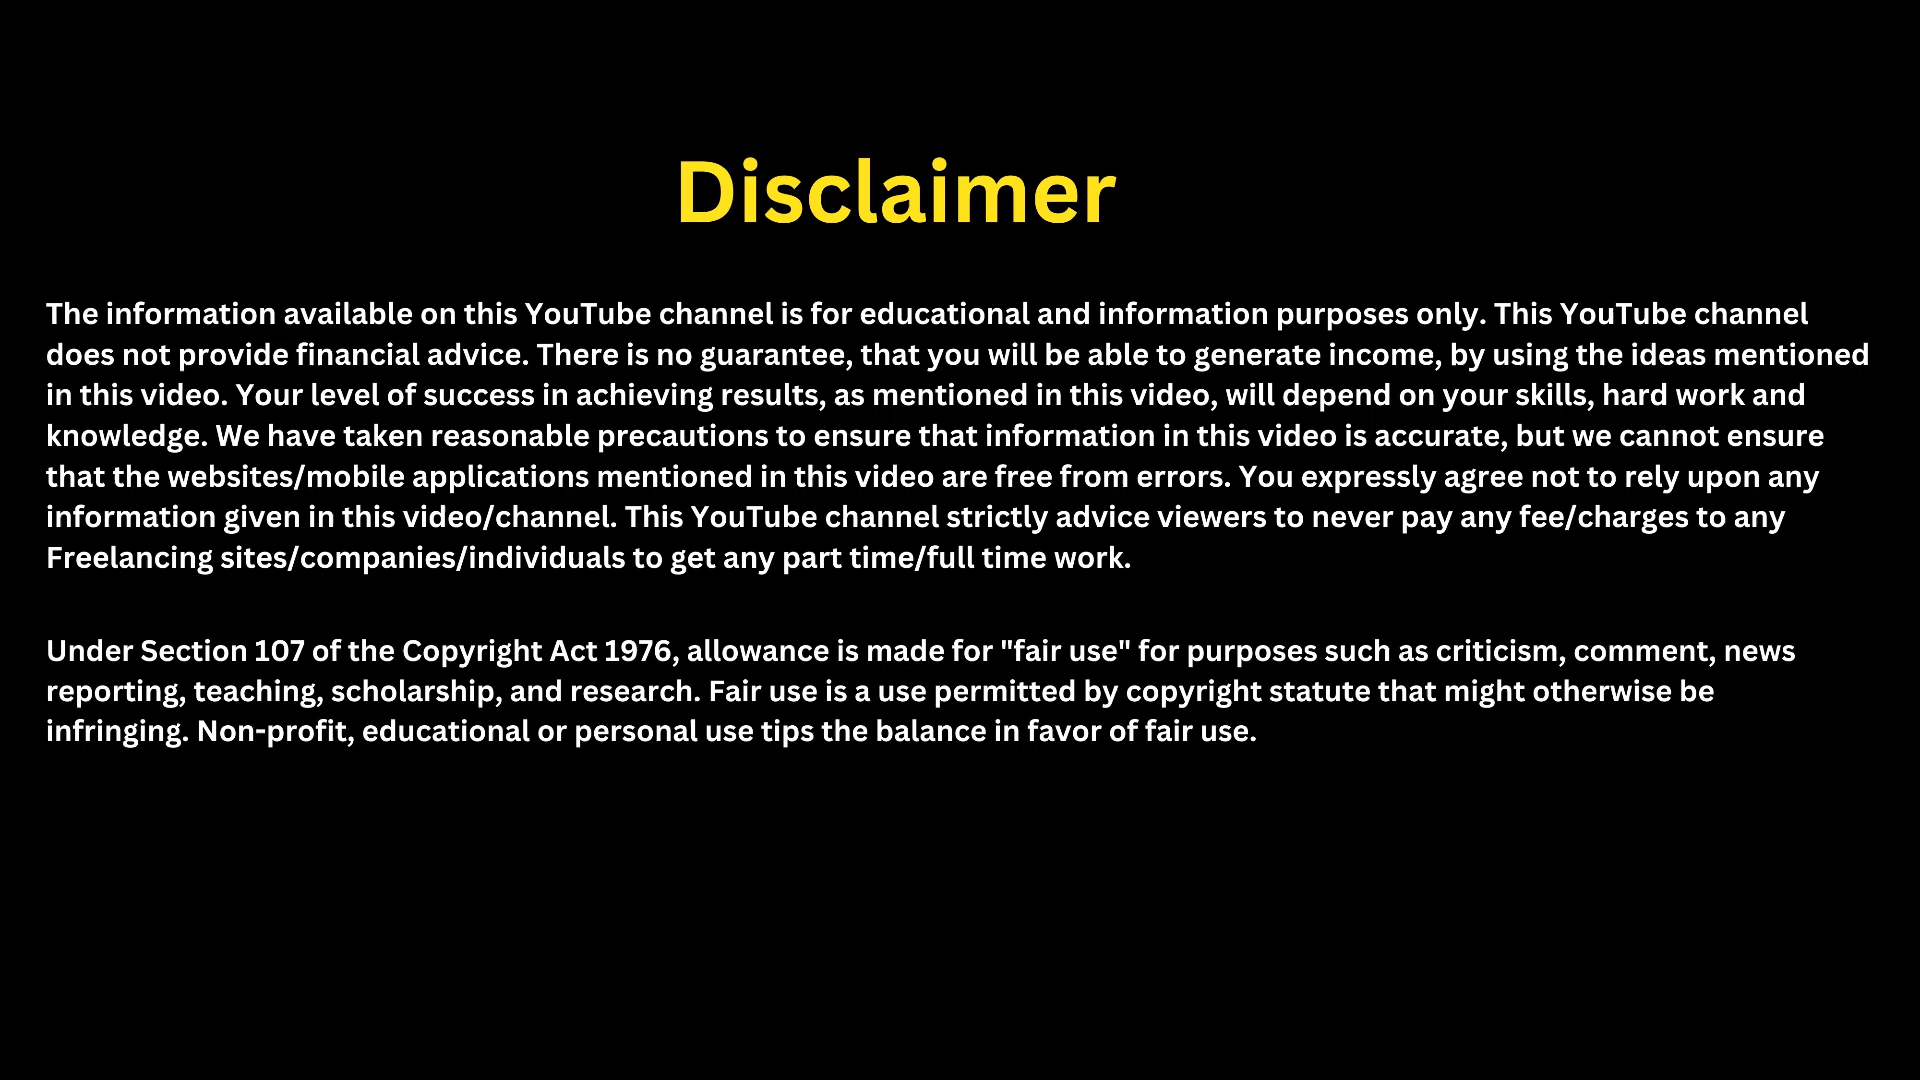 Disclaimer
The information available on this YouTube channel is for educational and information purposes only. This YouTube channel
does not provide financial advice. There is no guarantee, that you will be able to generate income, by using the ideas mentioned
in this video. Your level of success in achieving results, as mentioned in this video, will depend on your skills, hard work and
knowledge. We have taken reasonable precautions to ensure that information in this video is accurate, but we cannot ensure
that the websites/mobile applications mentioned in this video are free from errors. You expressly agree not to rely upon any
information given in this video/channel. This YouTube channel strictly advice viewers to never pay any fee/charges to any
Freelancing sites/companies/individuals to get any part time/full time work.
Under Section 107 of the Copyright Act 1976, allowance is made for "fair use" for purposes such as criticism, comment, news
reporting, teaching, scholarship, and research. Fair use is a use permitted by copyright statute that might otherwise be
infringing. Non-profit, educational or personal use tips the balance in favor of fair use.